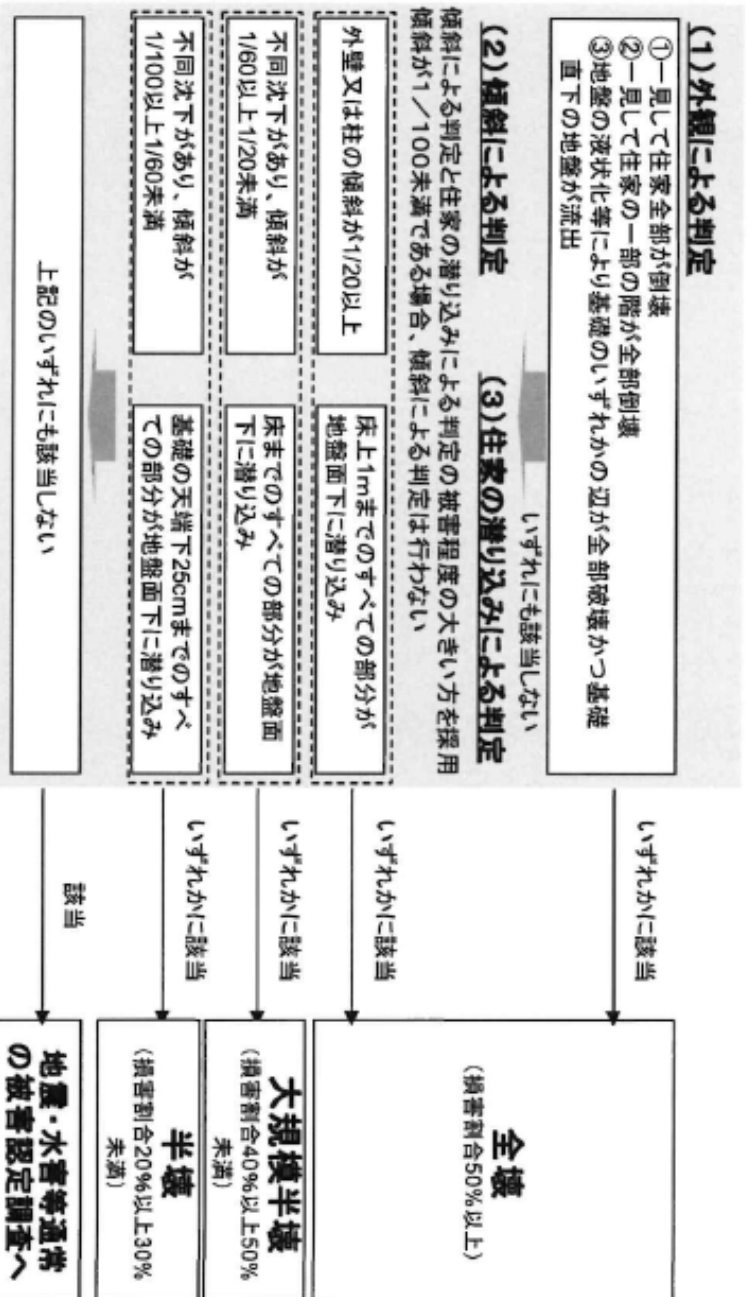 (1)外観による判定
①一見して住家全部が倒壊
②一見して住家の一部の階が全部倒壊
③地盤の液状化等により基礎のいずれかの辺が全部破壊かつ基礎
直下の地盤が流出
いずれかに該当
いずれにも該当しない
(2)傾斜による判定
(3)住家の潜り込みによる判定
傾斜による判定と住家の潜り込みによる判定の被害程度の大きい方を採用
傾斜が1/100未満である場合、傾斜による判定は行わない
外壁又は柱の傾斜が1/20以上
床上1mまでのすべての部分が
地盤面下に潜り込み
いずれかに該当
全壊
(損害割合50%以上)
不同沈下があり、傾斜が
1/60以上1/20未満
床までのすべての部分が地盤面
下に潜り込み
いずれかに該当
大規模半壊
(損害割合40%以上50%
未満)
不同沈下があり、傾斜が
1/100以上1/60未満
基礎の天端下25cmまでのすべ
ての部分が地盤面下に潜り込み
いずれかに該当
半壊
(損害割合20%以上30%
未満)
上記のいずれにも該当しない
該当
地震・水害等通常
の被害認定調査へ